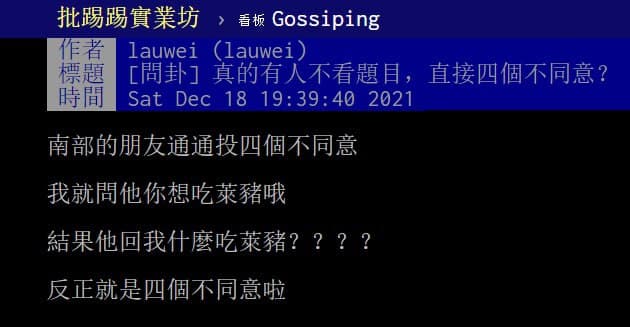 批踢踢實業坊 › 看板 Gossiping
作者 lauwei (lauwei)
標題 [問卦] 真的有人不看題目，直接四個不同意？
時間 Sat Dec 18 19:39:40 2021
南部的朋友通通投四個不同意
我就問他你想吃萊豬哦
結果他回我什麼吃萊豬？？？？
反正就是四個不同意啦